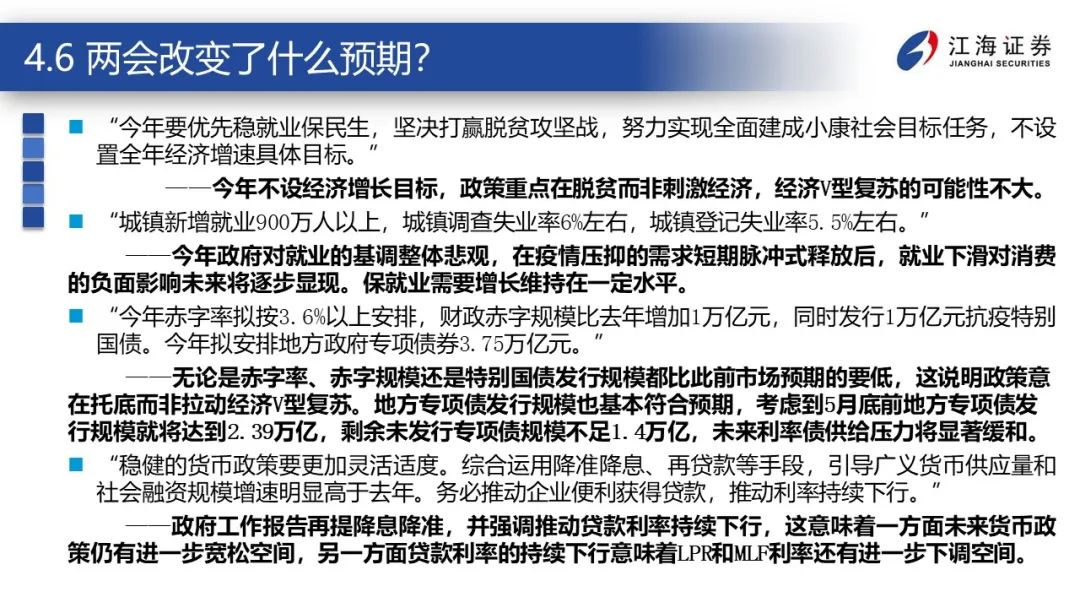 4.6 两会改变了什么预期？
江海证券
JIANGHAI SECURITIES
“今年要优先稳就业保民生，坚决打赢脱贫攻坚战，努力实现全面建成小康社会目标任务，不设
置全年经济增速具体目标。”
——今年不设经济增长目标，政策重点在脱贫而非刺激经济，经济V型复苏的可能性不大。
“城镇新增就业900万人以上，城镇调查失业率6%左右，城镇登记失业率5.5%左右。”
——今年政府对就业的基调整体悲观，在疫情压抑的需求短期脉冲式释放后，就业下滑对消费
的负面影响未来将逐步显现。保就业需要增长维持在一定水平。
“今年赤字率拟按3.6%以上安排，财政赤字规模比去年增加1万亿元，同时发行1万亿元抗疫特别
国债。今年拟安排地方政府专项债券3.75万亿元。”
——无论是赤字率、赤字规模还是特别国债发行规模都比此前市场预期的要低，这说明政策意
在托底而非拉动经济V型复苏。地方专项债发行规模也基本符合预期，考虑到5月底前地方专项债发
行规模就将达到2.39万亿，剩余未发行专项债规模不足1.4万亿，未来利率债供给压力将显著缓和。
“稳健的货币政策要更加灵活适度。综合运用降准降息、再贷款等手段，引导广义货币供应量和
社会融资规模增速明显高于去年。务必推动企业便利获得贷款，推动利率持续下行。”
——政府工作报告再提降息降准，并强调推动贷款利率持续下行，这意味着一方面未来货币政
策仍有进一步宽松空间，另一方面贷款利率的持续下行意味着LPR和MLF利率还有进一步下调空间。